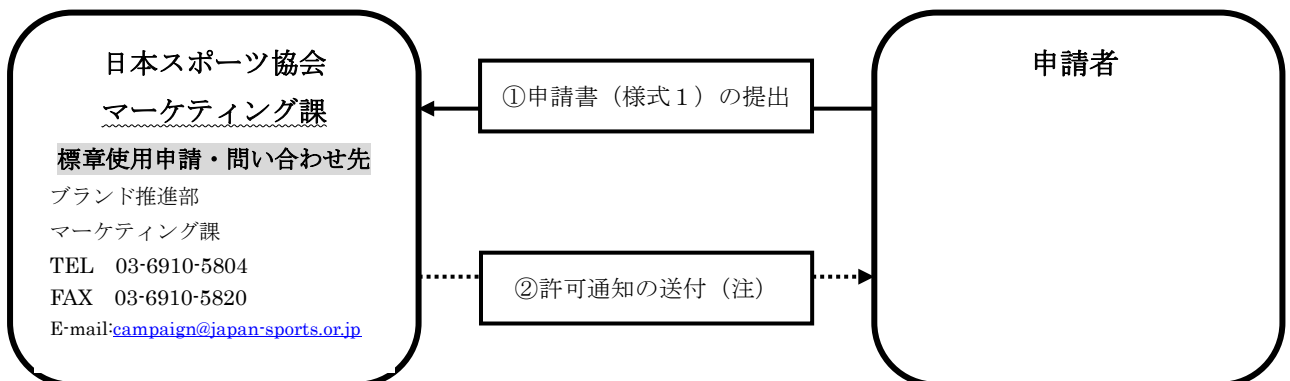 日本スポーツ協会
マーケティング課
標章使用申請・問い合わせ先
ブランド推進部
マーケティング課
TEL　03-6910-5804
FAX　03-6910-5820
E-mail:campaign@japan-sports.or.jp
①申請書（様式１）の提出
②許可通知の送付（注）
申請者